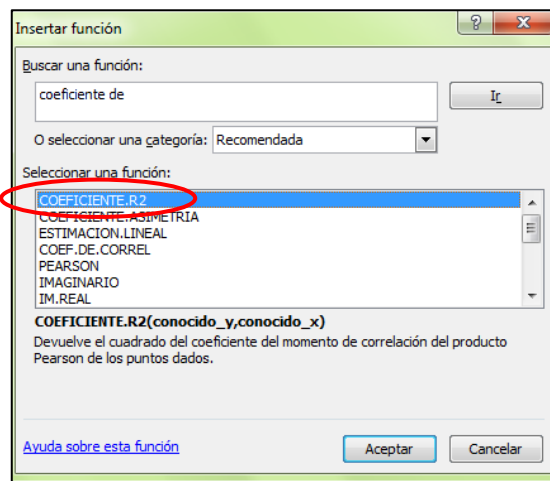 Insertar función
Buscar una función:
coeficiente de
Ir
O seleccionar una categoría: Recomendada
Seleccionar una función:
COEFICIENTE.R2
COEFICIENTE.ASIMETRIA
ESTIMACION.LINEAL
COEF.DE.CORREL
PEARSON
IMAGINARIO
IM.REAL
COEFICIENTE.R2(conocido_y,conocido_x)
Devuelve el cuadrado del coeficiente del momento de correlación del producto
Pearson de los puntos dados.
Ayuda sobre esta función
Aceptar
Cancelar